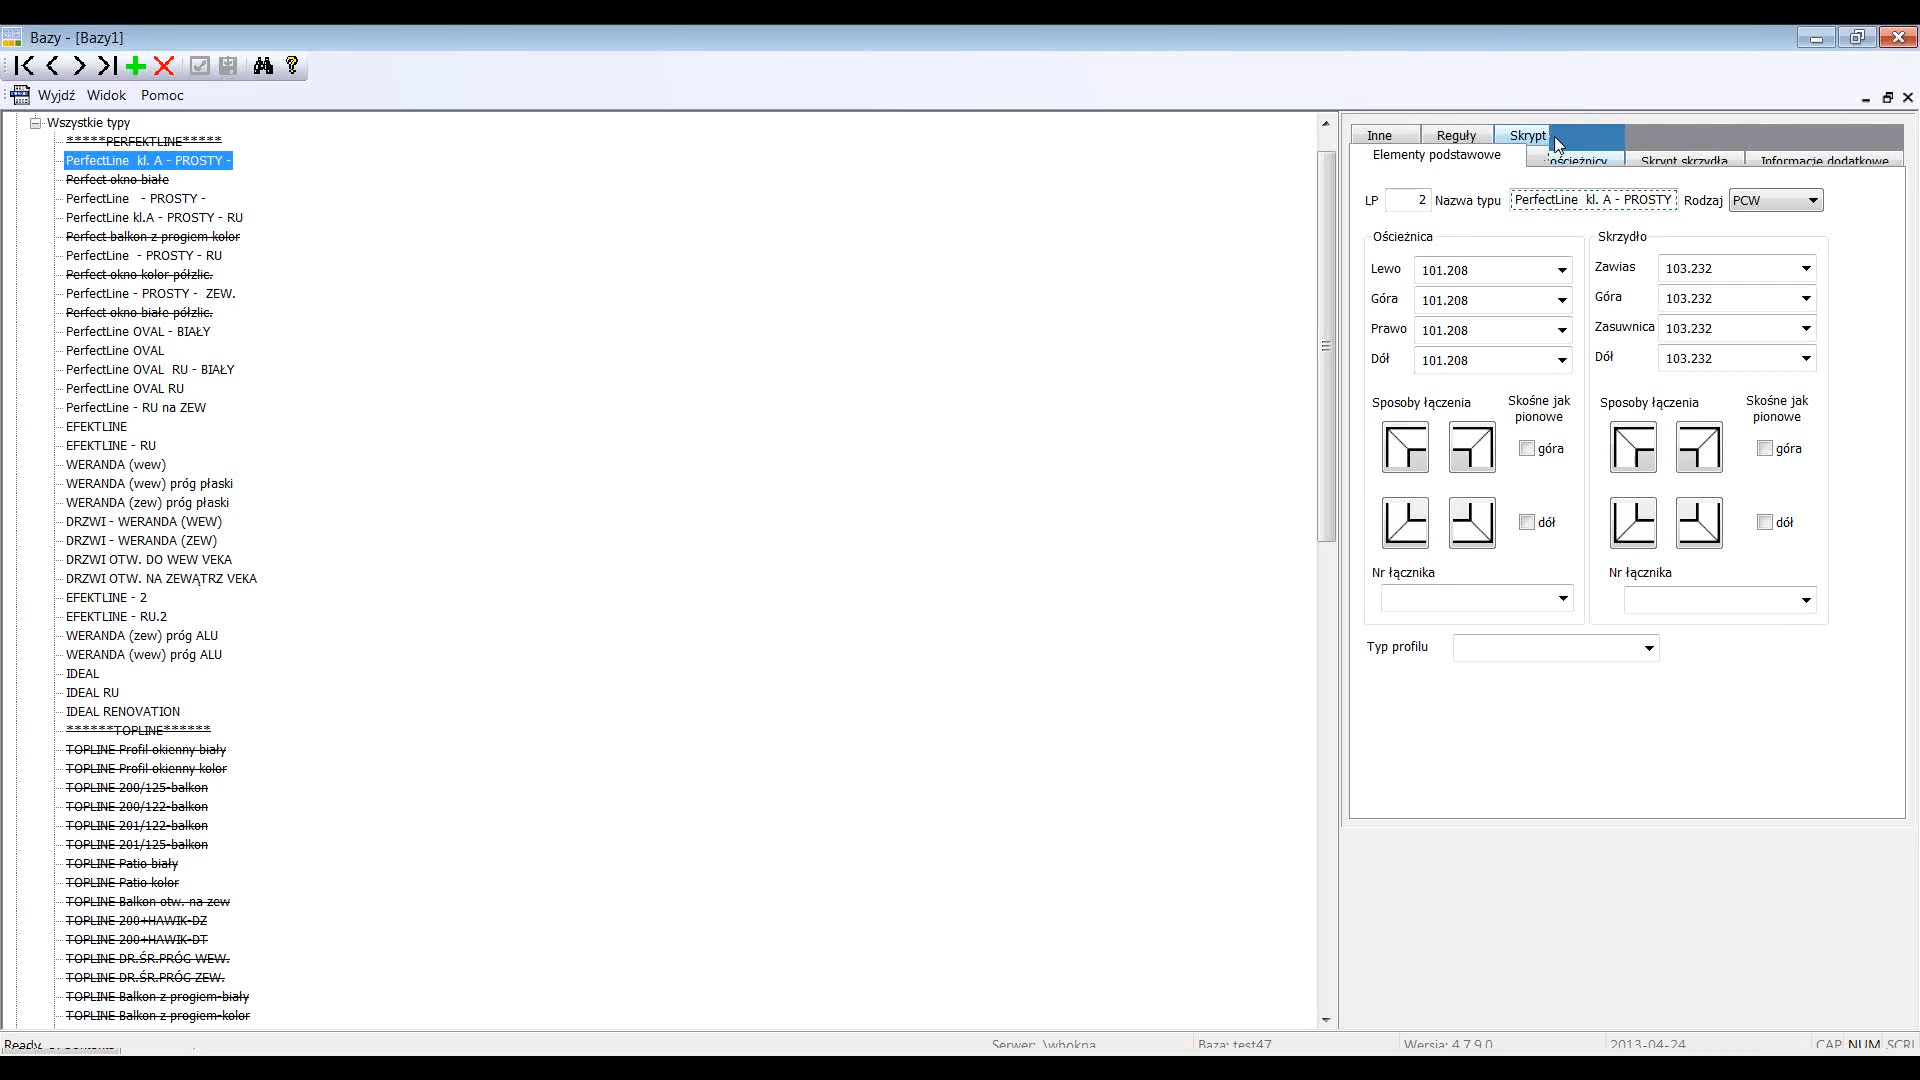 Bazy - [Bazy1]
Wyjdź Widok Pomoc
Wszystkie typy
*****PERFEKTLINE*****
PerfectLine kl. A - PROSTY -
Perfect okno białe
PerfectLine - PROSTY -
PerfectLine kl.A - PROSTY - RU
Perfect balkon z progiem kolor
PerfectLine - PROSTY - RU
Perfect okno kolor półzlic.
PerfectLine - PROSTY - ZEW.
Perfect okno białe półzlic.
PerfectLine OVAL - BIAŁY
PerfectLine OVAL
PerfectLine OVAL RU - BIAŁY
PerfectLine OVAL RU
PerfectLine - RU na ZEW
EFEKTLINE
EFEKTLINE - RU
WERANDA (wew)
WERANDA (wew) próg płaski
WERANDA (zew) próg płaski
DRZWI - WERANDA (WEW)
DRZWI - WERANDA (ZEW)
DRZWI OTW. DO WEW VEKA
DRZWI OTW. NA ZEWĄTRZ VEKA
EFEKTLINE - 2
EFEKTLINE - RU.2
WERANDA (zew) próg ALU
WERANDA (wew) próg ALU
IDEAL
IDEAL RU
IDEAL RENOVATION
******TOPLINE******
TOPLINE Profil okienny biały
TOPLINE Profil okienny kolor
TOPLINE 200/125-balkon
TOPLINE 200/122-balkon
TOPLINE 201/122-balkon
TOPLINE 201/125-balkon
TOPLINE Patio biały
TOPLINE Patio kolor
TOPLINE Balkon otw. na zew
TOPLINE 200+HAWIK-DZ
TOPLINE 200+HAWIK-DT
TOPLINE DR.ŚR.PRÓG WEW.
TOPLINE DR.ŚR.PRÓG ZEW.
TOPLINE Balkon z progiem-biały
TOPLINE Balkon z progiem-kolor
Inne Reguły Skrypt
Elementy podstawowe ościeżnicy Skrypt skrzydła Informacje dodatkowe
LP 2 Nazwa typu PerfectLine kl. A - PROSTY Rodzaj PCW
Ościeżnica
Lewo 101.208
Góra 101.208
Prawo 101.208
Dół 101.208
Sposoby łączenia
Skośne jak pionowe
góra
dół
Nr łącznika
Skrzydło
Zawias 103.232
Góra 103.232
Zasuwnica 103.232
Dół 103.232
Sposoby łączenia
Skośne jak pionowe
góra
dół
Nr łącznika
Typ profilu
Ready Serwer: \whokna Baza: test47 Wersja: 4.7.9.0 2013-04-24 CAP NUM SCRL